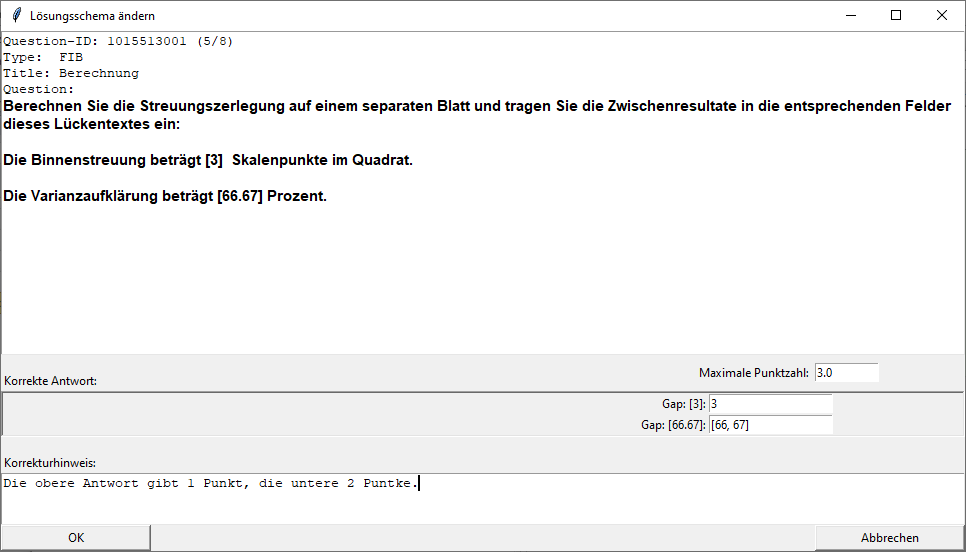 Lösungsschema ändern
Question-ID: 1015513001 (5/8)
Type:  FIB
Title: Berechnung
Question:
Berechnen Sie die Streuungszerlegung auf einem separaten Blatt und tragen Sie die Zwischenresultate in die entsprechenden Felder
dieses Lückentextes ein:
Die Binnenstreuung beträgt [3]  Skalenpunkte im Quadrat.
Die Varianzaufklärung beträgt [66.67] Prozent.
Maximale Punktzahl: 3.0
Korrekte Antwort:
Gap: [3]: 3
Gap: [66.67]: [66, 67]
Korrekturhinweis:
Die obere Antwort gibt 1 Punkt, die untere 2 Puntke.
OK Abbrechen